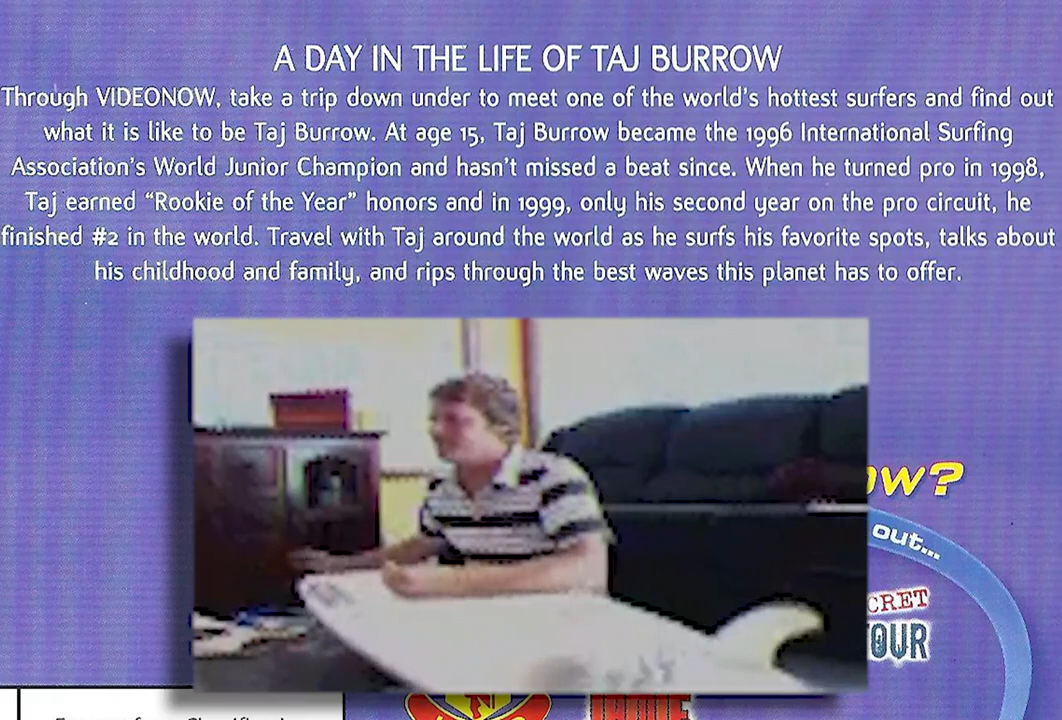 A DAY IN THE LIFE OF TAJ BURROW
Through VIDEONOW, take a trip down under to meet one of the world's hottest surfers and find out
what it is like to be Taj Burrow. At age 15, Taj Burrow became the 1996 International Surfing
Association's World Junior Champion and hasn't missed a beat since. When he turned pro in 1998,
Taj earned “Rookie of the Year” honors and in 1999, only his second year on the pro circuit, he
finished #2 in the world. Travel with Taj around the world as he surfs his favorite spots, talks about
his childhood and family, and rips through the best waves this planet has to offer.
out...